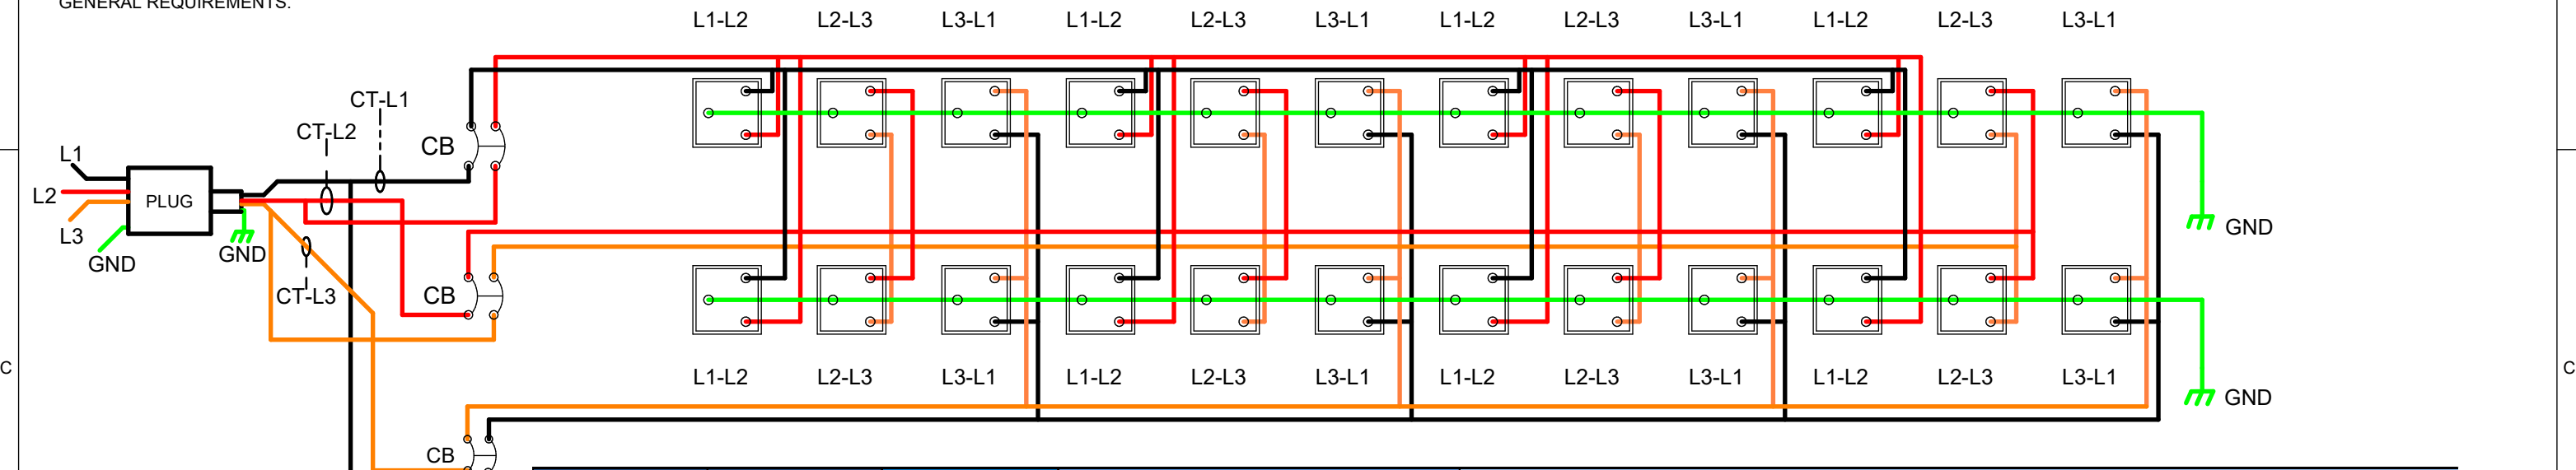 GENERAL REQUIREMENTS.
L1-L2 L2-L3 L3-L1 L1-L2 L2-L3 L3-L1 L1-L2 L2-L3 L3-L1 L1-L2 L2-L3 L3-L1
CT-L1
CT-L2
CB
L1
L2
PLUG
L3
GND
GND
GND
CT-L3
CB
C
L1-L2 L2-L3 L3-L1 L1-L2 L2-L3 L3-L1 L1-L2 L2-L3 L3-L1 L1-L2 L2-L3 L3-L1
C
GND
CB